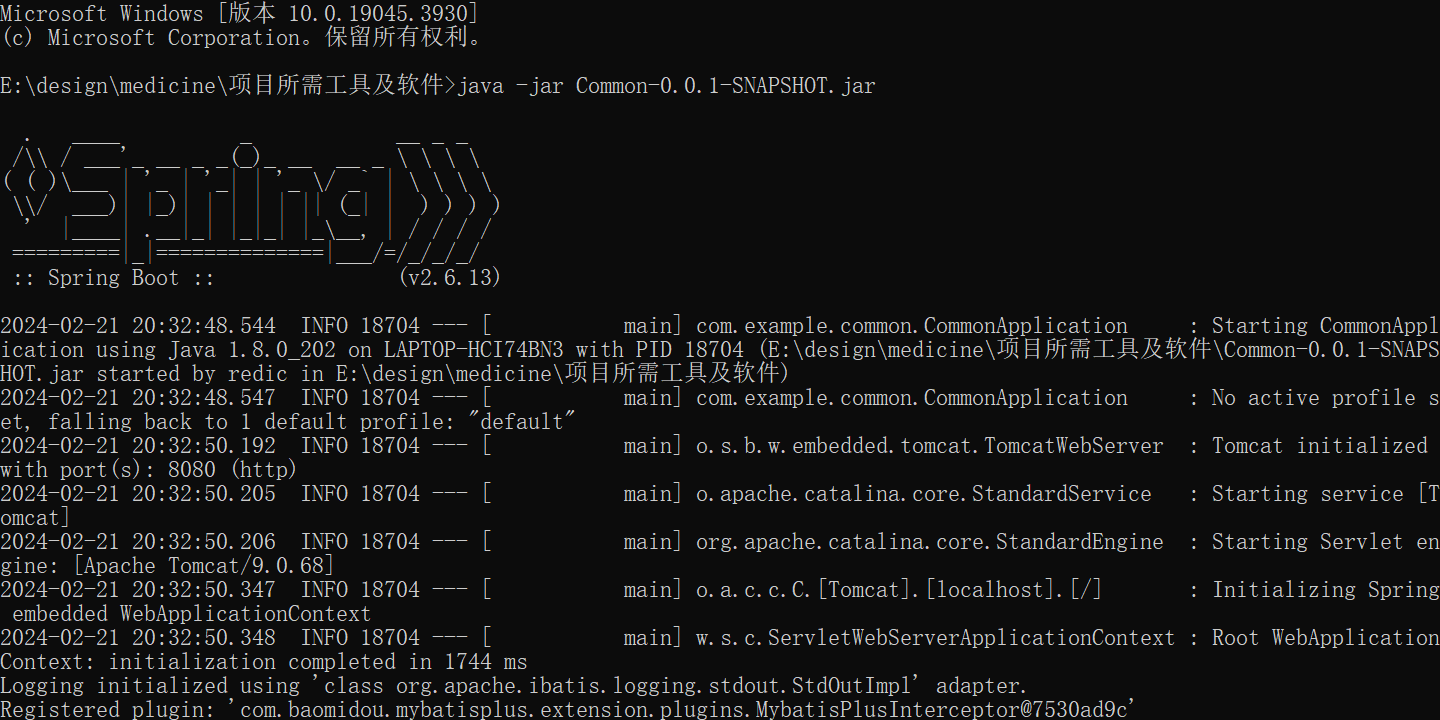 Microsoft Windows [版本 10.0.19045.3930]
(c) Microsoft Corporation。保留所有权利。
E:\design\medicine\项目所需工具及软件>java -jar Common-0.0.1-SNAPSHOT.jar
  .   ____          _            __ _ _
 /\\ / ___'_ __ _ _(_)_ __  __ _ \ \ \ \
( ( )\___ | '_ | '_| | '_ \/ _` | \ \ \ \
 \\/  ___)| |_)| | | | | || (_| |  ) ) ) )
  '  |____| .__|_| |_|_| |_\__, | / / / /
 =========|_|==============|___/=/_/_/_/
 :: Spring Boot ::               (v2.6.13)
2024-02-21 20:32:48.544  INFO 18704 --- [           main] com.example.common.CommonApplication     : Starting CommonAppl
ication using Java 1.8.0_202 on LAPTOP-HCI74BN3 with PID 18704 (E:\design\medicine\项目所需工具及软件\Common-0.0.1-SNAPS
HOT.jar started by redic in E:\design\medicine\项目所需工具及软件)
2024-02-21 20:32:48.547  INFO 18704 --- [           main] com.example.common.CommonApplication     : No active profile s
et, falling back to 1 default profile: "default"
2024-02-21 20:32:50.192  INFO 18704 --- [           main] o.s.b.w.embedded.tomcat.TomcatWebServer  : Tomcat initialized
with port(s): 8080 (http)
2024-02-21 20:32:50.205  INFO 18704 --- [           main] o.apache.catalina.core.StandardService   : Starting service [T
omcat]
2024-02-21 20:32:50.206  INFO 18704 --- [           main] org.apache.catalina.core.StandardEngine  : Starting Servlet en
gine: [Apache Tomcat/9.0.68]
2024-02-21 20:32:50.347  INFO 18704 --- [           main] o.a.c.c.C.[Tomcat].[localhost].[/]       : Initializing Spring
 embedded WebApplicationContext
2024-02-21 20:32:50.348  INFO 18704 --- [           main] w.s.c.ServletWebServerApplicationContext : Root WebApplication
Context: initialization completed in 1744 ms
Logging initialized using 'class org.apache.ibatis.logging.stdout.StdOutImpl' adapter.
Registered plugin: 'com.baomidou.mybatisplus.extension.plugins.MybatisPlusInterceptor@7530ad9c'